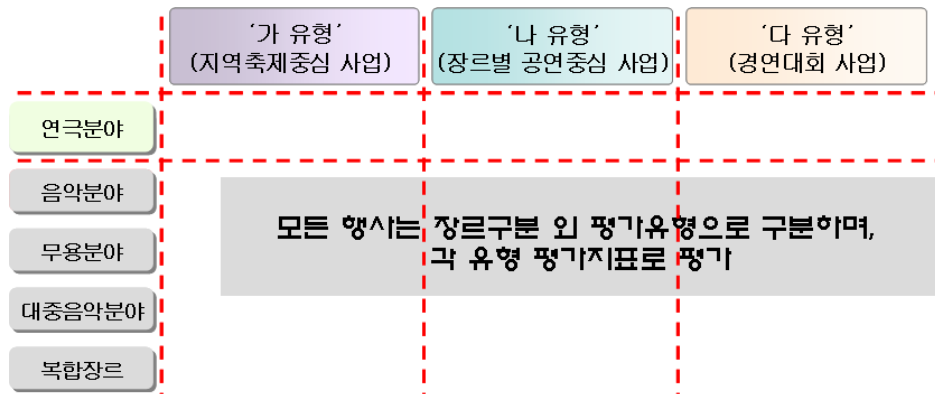 ‘가 유형’
(지역축제중심 사업)
‘나 유형’
(장르별 공연중심 사업)
‘다 유형’
(경연대회 사업)
연극분야
음악분야
무용분야
대중음악분야
복합장르
모든 행사는 장르구분 외 평가유형으로 구분하며,
각 유형 평가지표로 평가